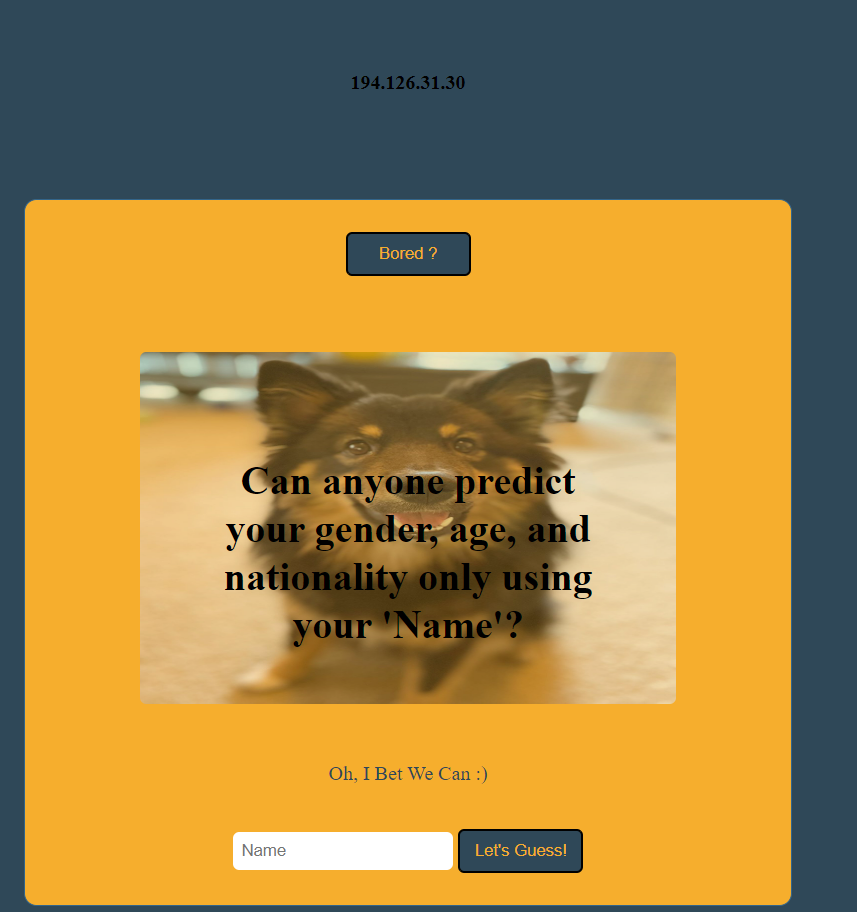 194.126.31.30
Bored ?
Can anyone predict
your gender, age, and
nationality only using
your 'Name'?
Oh, I Bet We Can :)
Name
Let's Guess!